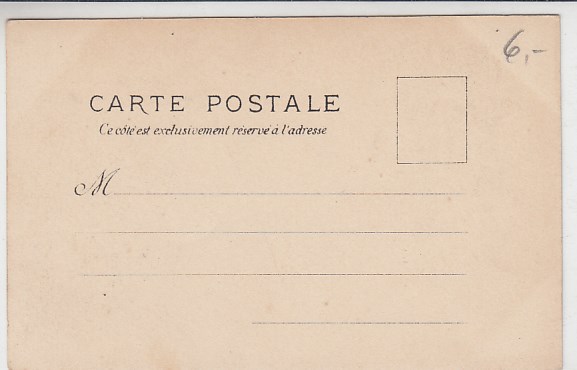 6,-
CARTE POSTALE
Ce côté est exclusivement réservé à l'adresse
M